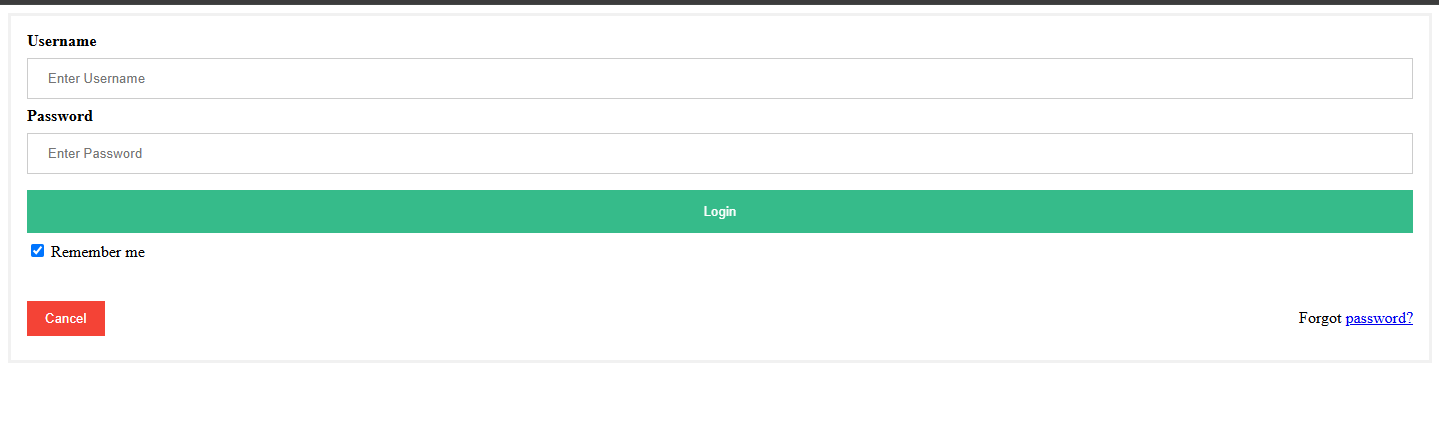 Username
Enter Username
Password
Enter Password
Login
Remember me
Cancel
Forgot password?